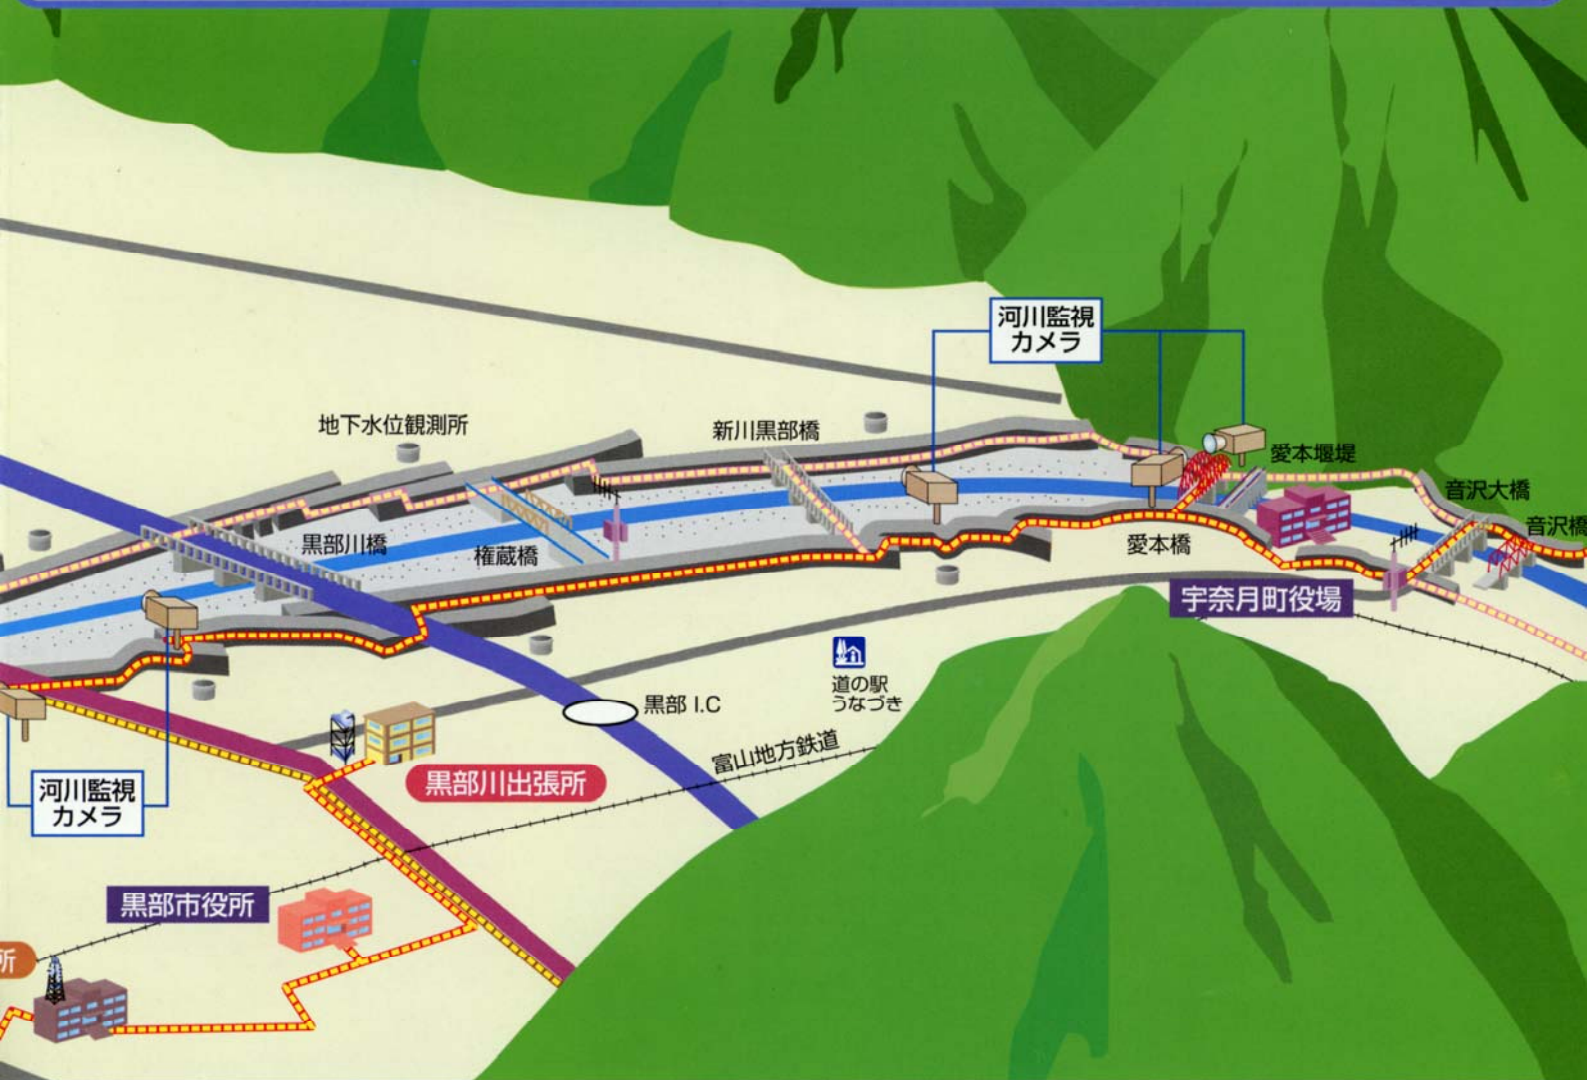 河川監視
カメラ
地下水位観測所
新川黒部橋
愛本堰堤
音沢大橋
音沢橋
黒部川橋
権蔵橋
愛本橋
宇奈月町役場
道の駅
うなづき
黒部 I.C
富山地方鉄道
黒部川出張所
河川監視
カメラ
黒部市役所
所